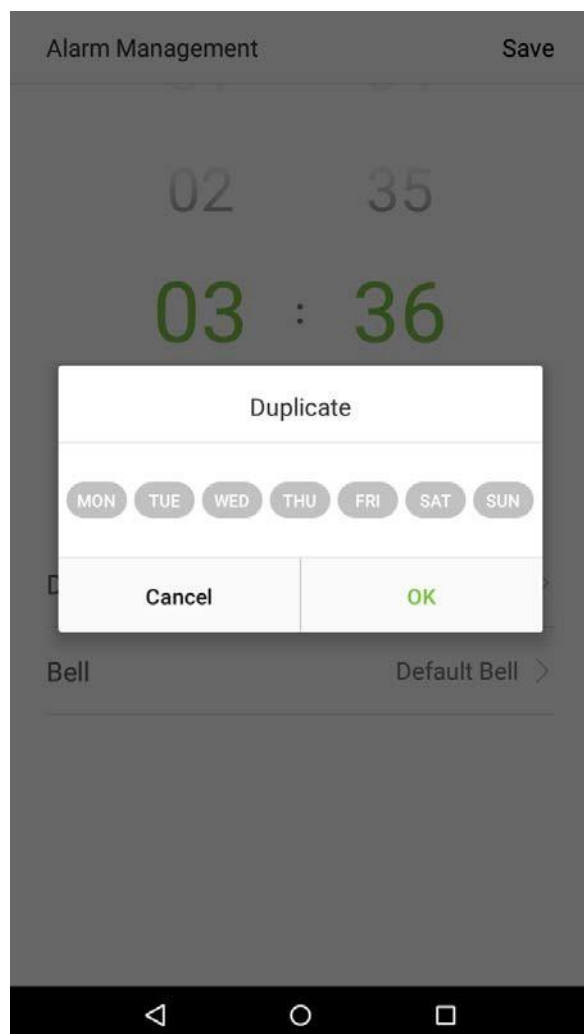 Alarm Management Save
02 35
03 : 36
Duplicate
MON TUE WED THU FRI SAT SUN
Cancel OK
Bell Default Bell >